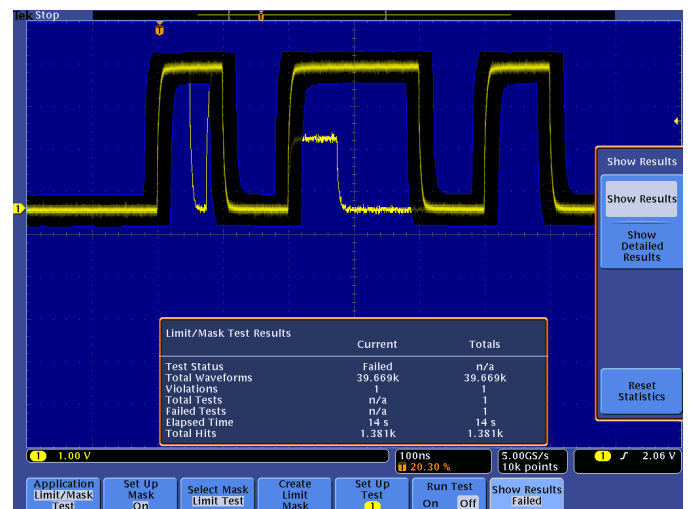 Tek Stop
T
T
1
Show Results
Show Results
Show
Detailed
Results
Reset
Statistics
Limit/Mask Test Results
Current Totals
Test Status Failed n/a
Total Waveforms 39.669k 39.669k
Violations 1 1
Total Tests n/a 1
Failed Tests n/a 1
Elapsed Time 14 s 14 s
Total Hits 1.381k 1.381k
1 1.00 V
100ns
T 20.30 %
5.00GS/s
10k points
1 2.06 V
Application
Limit/Mask
Test
Set Up
Mask
On
Select Mask
Limit Test
Create
Limit
Mask
Set Up
Test
1
Run Test
On Off
Show Results
Failed